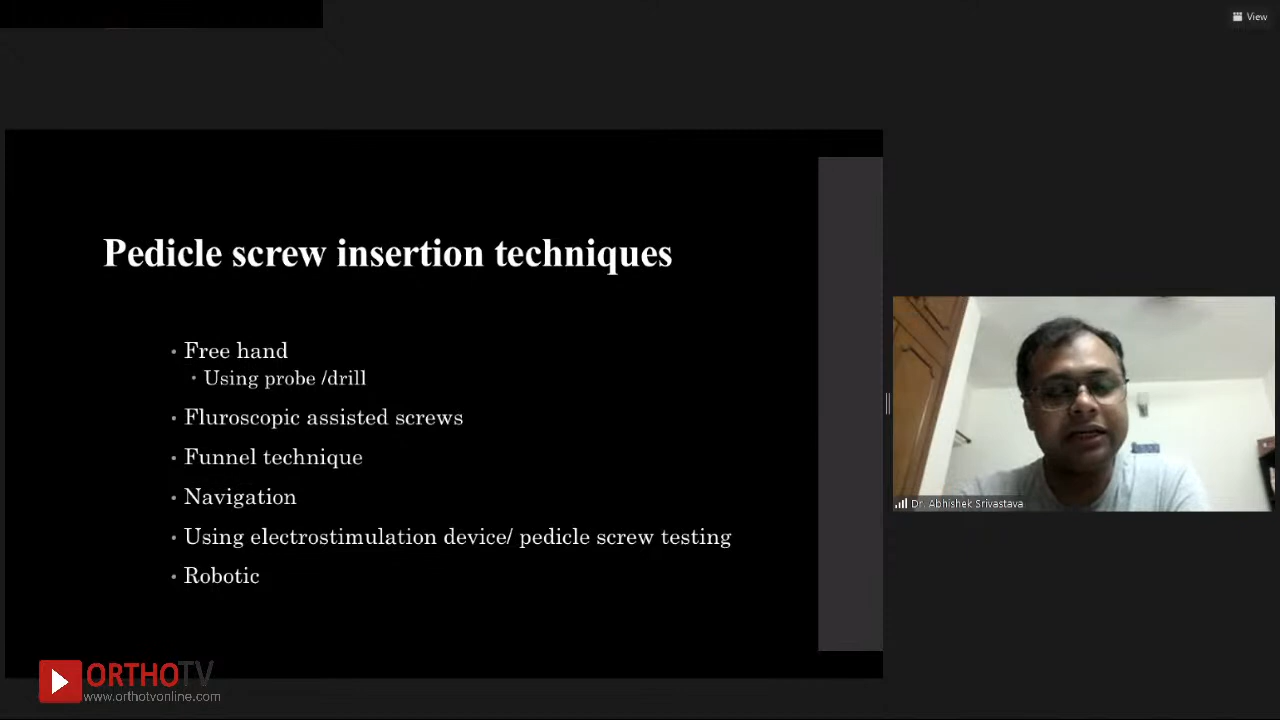 View
Pedicle screw insertion techniques
• Free hand
• Using probe /drill
• Fluroscopic assisted screws
• Funnel technique
• Navigation
• Using electrostimulation device/ pedicle screw testing
• Robotic
Dr. Abhishek Srivastava
ORTHOTV
www.orthotvonline.com